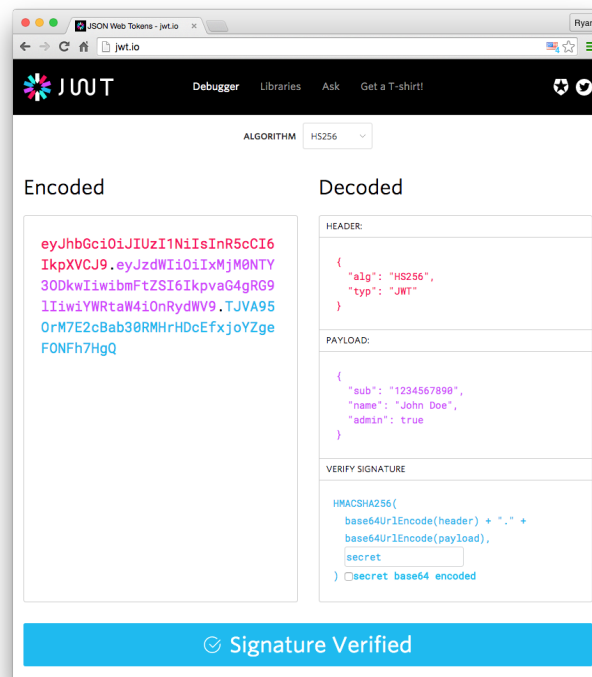 JSON Web Tokens - jwt.io
Ryan
jwt.io
JWT
Debugger Libraries Ask Get a T-shirt!
ALGORITHM HS256
Encoded
eyJhbGciOiJIUzI1NiIsInR5cCI6
IkpXVCJ9.eyJzdWIiOiIxMjM0NTY
3ODkwIiwibmFtZSI6IkpvaG4gRG9
lIiwiYWRtaW4iOnRydWV9.TJVA95
OrM7E2cBab30RMHrHDcEfxjoYZge
FONFh7HgQ
Decoded
HEADER:
{
"alg": "HS256",
"typ": "JWT"
}
PAYLOAD:
{
"sub": "1234567890",
"name": "John Doe",
"admin": true
}
VERIFY SIGNATURE
HMACSHA256(
base64UrlEncode(header) + "." +
base64UrlEncode(payload),
secret
) secret base64 encoded
Signature Verified